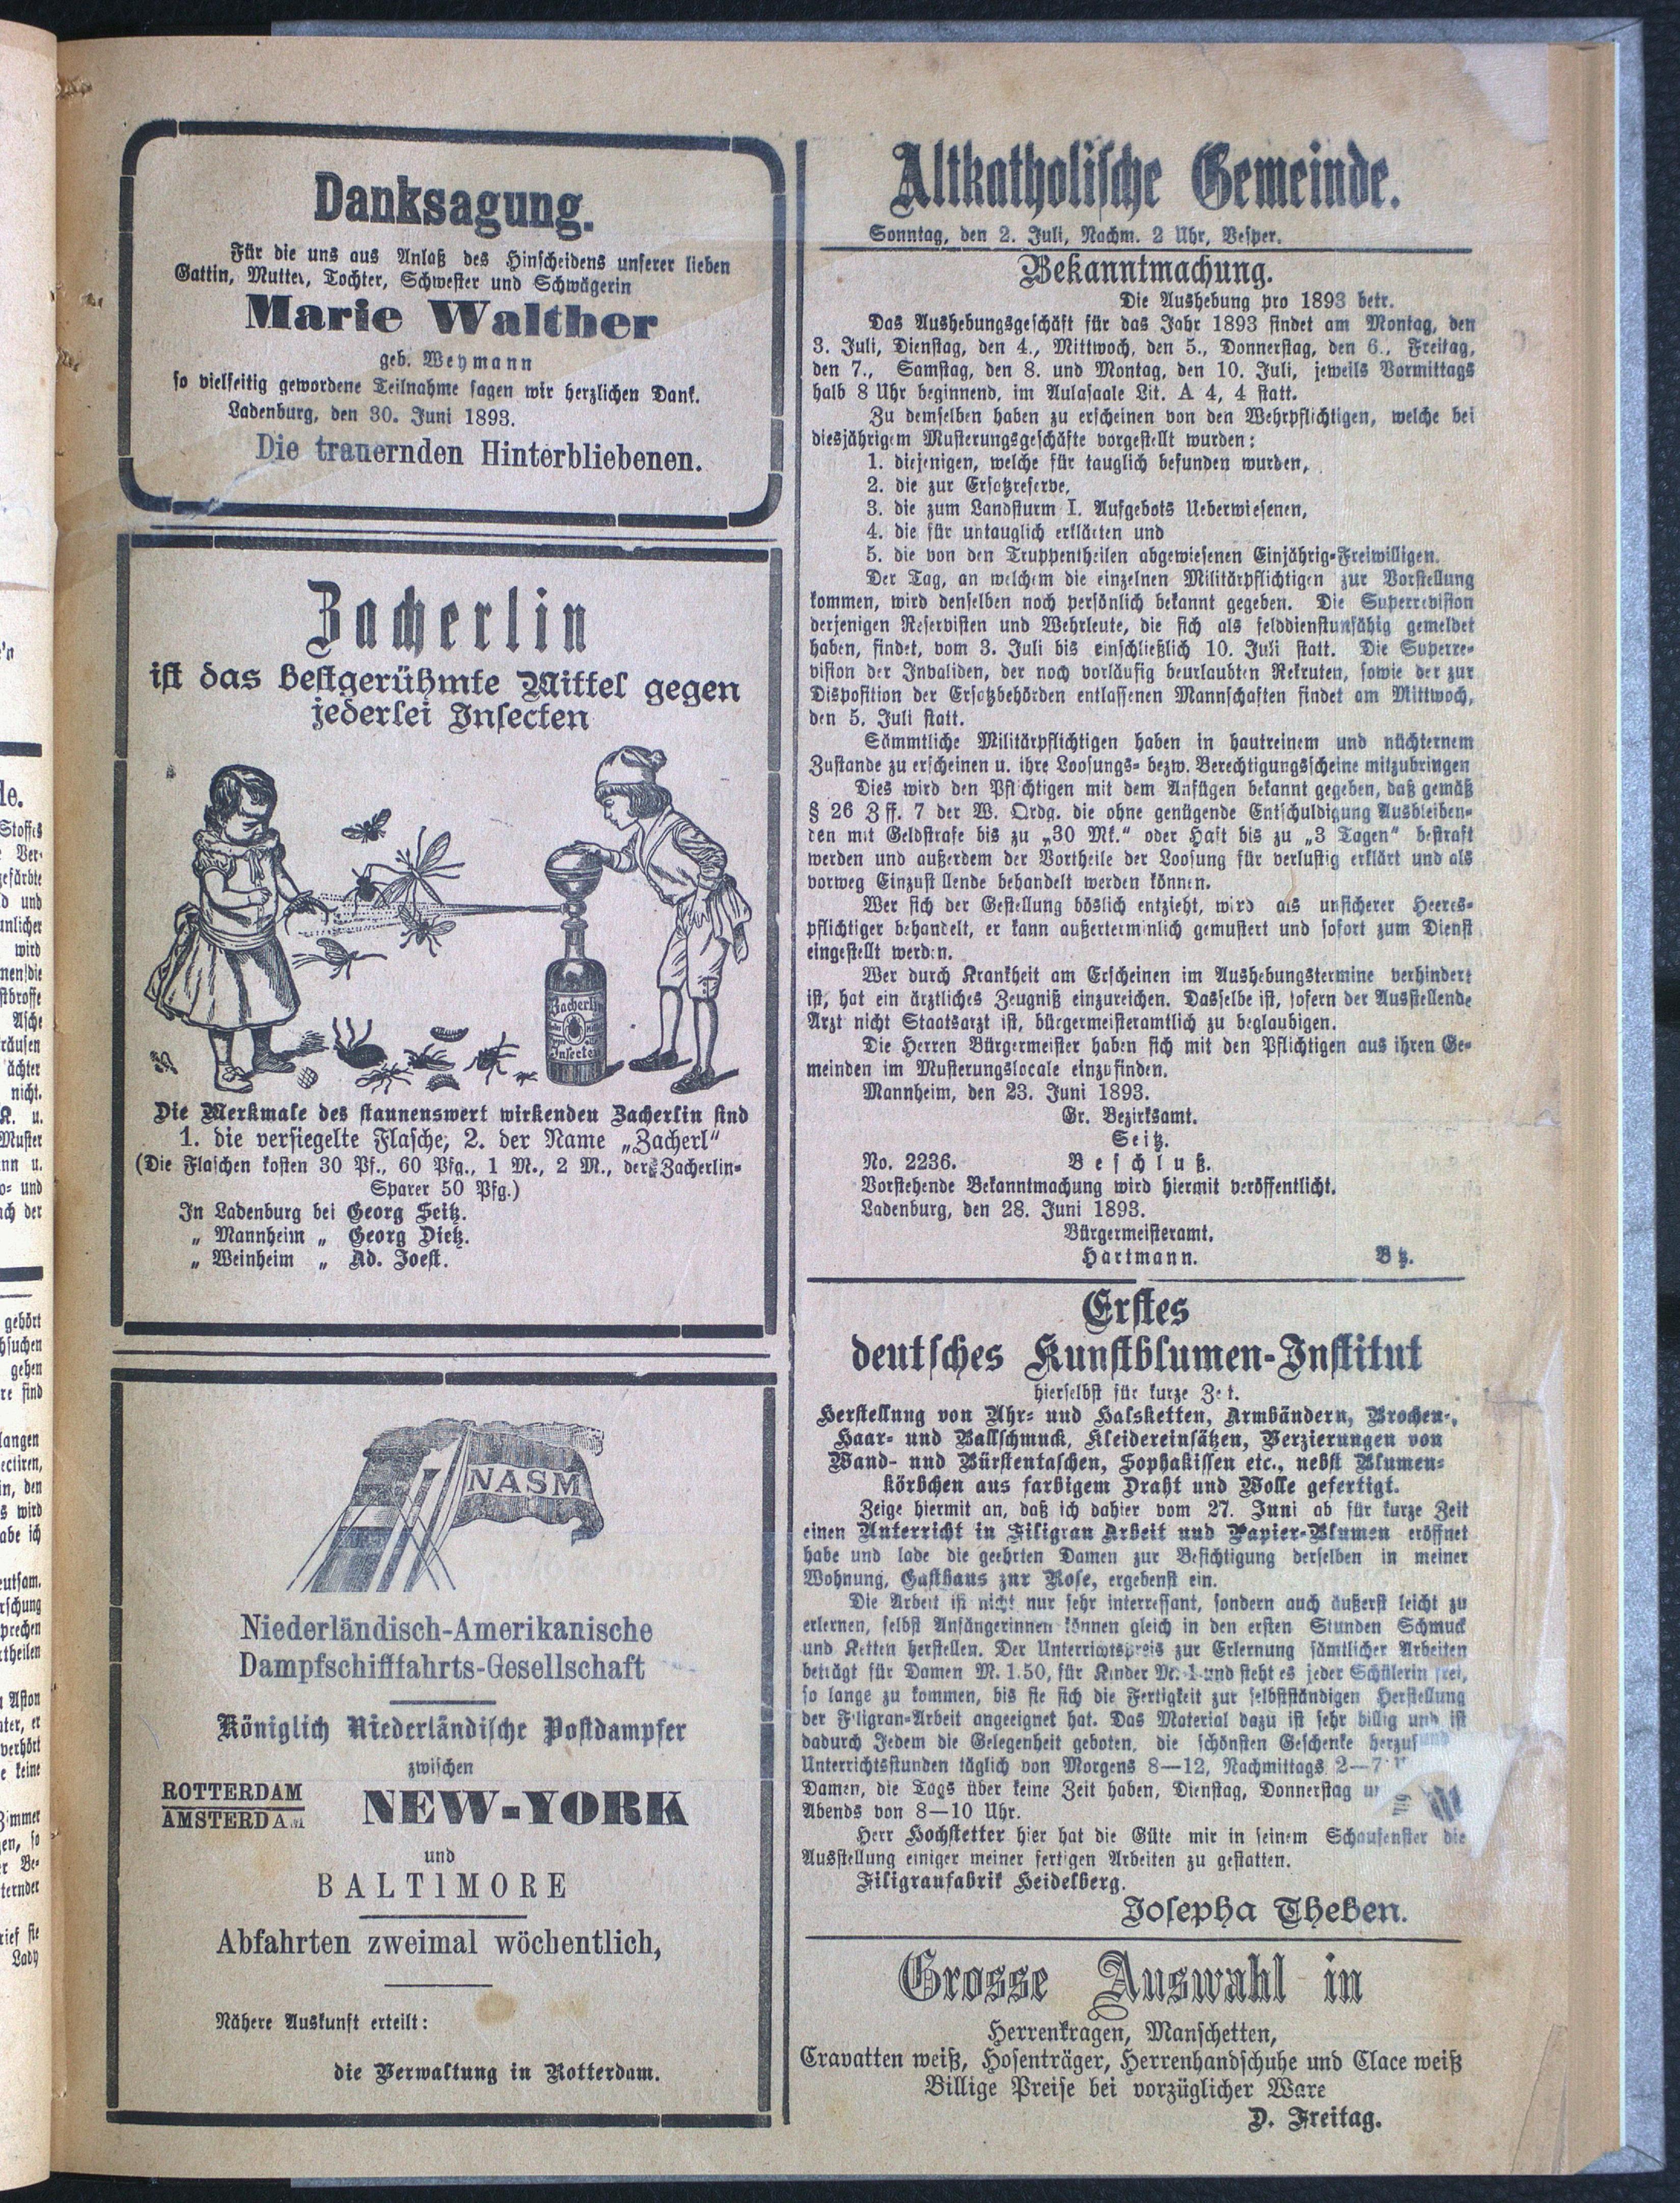 Danksagung.
Für die uns aus Anlaß des Hinscheidens unserer lieben
Gattin, Mutter, Tochter, Schwester und Schwägerin
Marie Walther
geb. Weymann
so vielseitig gewordene Teilnahme sagen wir herzlichen Dank.
Ladenburg, den 30. Juni 1893.
Die trauernden Hinterbliebenen.
Zacherlin
ist das bestgerühmte Mittel gegen
jederlei Insecten
Zacherlin
Insecten
Die Merkmale des staunenswert wirkenden Zacherlin sind
1. die versiegelte Flasche, 2. der Name „Zacherl“
(Die Flaschen kosten 30 Pf., 60 Pfg., 1 M., 2 M., der Zacherlin-
Sparer 50 Pfg.)
In Ladenburg bei Georg Seitz.
„ Mannheim „ Georg Dietz.
„ Weinheim „ Ad. Joest.
NASM
Niederländisch-Amerikanische
Dampfschifffahrts-Gesellschaft
Königlich Niederländische Postdampfer
zwischen
ROTTERDAM
AMSTERDAM
NEW-YORK
und
BALTIMORE
Abfahrten zweimal wöchentlich,
Nähere Auskunft erteilt:
die Verwaltung in Rotterdam.
Altkatholische Gemeinde.
Sonntag, den 2. Juli, Nachm. 2 Uhr, Vesper.
Bekanntmachung.
Die Aushebung pro 1893 betr.
Das Aushebungsgeschäft für das Jahr 1893 findet am Montag, den
3. Juli, Dienstag, den 4., Mittwoch, den 5., Donnerstag, den 6., Freitag,
den 7., Samstag, den 8. und Montag, den 10. Juli, jeweils Vormittags
halb 8 Uhr beginnend, im Aulasaale Lit. A 4, 4 statt.
Zu demselben haben zu erscheinen von den Wehrpflichtigen, welche bei
diesjährigem Musterungsgeschäfte vorgestellt wurden:
1. diejenigen, welche für tauglich befunden wurden,
2. die zur Ersatzreserve,
3. die zum Landsturm I. Aufgebots Ueberwiesenen,
4. die für untauglich erklärten und
5. die von den Truppentheilen abgewiesenen Einjährig-Freiwilligen.
Der Tag, an welchem die einzelnen Militärpflichtigen zur Vorstellung
kommen, wird denselben noch persönlich bekannt gegeben. Die Superrevision
derjenigen Reservisten und Wehrleute, die sich als felddienstunfähig gemeldet
haben, findet, vom 3. Juli bis einschließlich 10. Juli statt. Die Superre-
vision der Invaliden, der noch vorläufig beurlaubten Rekruten, sowie der zur
Disposition der Ersatzbehörden entlassenen Mannschaften findet am Mittwoch,
den 5. Juli statt.
Sämmtliche Militärpflichtigen haben in hautreinem und nüchternem
Zustande zu erscheinen u. ihre Loosungs- bezw. Berechtigungsscheine mitzubringen
Dies wird den Pflichtigen mit dem Anfügen bekannt gegeben, daß gemäß
§ 26 Ziff. 7 der W. Ordg. die ohne genügende Entschuldigung Ausbleiben-
den mit Geldstrafe bis zu „30 Mk.“ oder Haft bis zu „3 Tagen“ bestraft
werden und außerdem der Vortheile der Loosung für verlustig erklärt und als
vorweg Einzustellende behandelt werden können.
Wer sich der Gestellung böslich entzieht, wird als unsicherer Heeres-
pflichtiger behandelt, er kann außerterminlich gemustert und sofort zum Dienst
eingestellt werden.
Wer durch Krankheit am Erscheinen im Aushebungstermine verhindert
ist, hat ein ärztliches Zeugniß einzureichen. Dasselbe ist, sofern der Ausstellende
Arzt nicht Staatsarzt ist, bürgermeisteramtlich zu beglaubigen.
Die Herren Bürgermeister haben sich mit den Pflichtigen aus ihren Ge-
meinden im Musterungslocale einzufinden.
Mannheim, den 23. Juni 1893.
Gr. Bezirksamt.
Seitz.
No. 2236. Beschluß.
Vorstehende Bekanntmachung wird hiermit veröffentlicht.
Ladenburg, den 28. Juni 1893.
Bürgermeisteramt.
Hartmann. Btz.
Erstes
deutsches Kunstblumen-Institut
hierselbst für kurze Zeit.
Herstellung von Uhr- und Halsketten, Armbändern, Brochen-,
Haar- und Ballschmuck, Kleidereinsätzen, Verzierungen von
Wand- und Bürstentaschen, Sophakissen etc., nebst Blumen-
körbchen aus farbigem Draht und Wolle gefertigt.
Zeige hiermit an, daß ich dahier vom 27. Juni ab für kurze Zeit
einen Unterricht in Filigran Arbeit und Papier-Blumen eröffnet
habe und lade die geehrten Damen zur Besichtigung derselben in meiner
Wohnung, Gasthaus zur Rose, ergebenst ein.
Die Arbeit ist nicht nur sehr interressant, sondern auch äußerst leicht zu
erlernen, selbst Anfängerinnen können gleich in den ersten Stunden Schmuck
und Ketten herstellen. Der Unterrichtspreis zur Erlernung sämtlicher Arbeiten
beträgt für Damen M. 1.50, für Kinder M. 1 und steht es jeder Schülerin frei,
so lange zu kommen, bis sie sich die Fertigkeit zur selbstständigen Herstellung
der Filigran-Arbeit angeeignet hat. Das Material dazu ist sehr billig und ist
dadurch Jedem die Gelegenheit geboten, die schönsten Geschenke
Unterrichtsstunden täglich von Morgens 8—12, Nachmittags 2—7
Damen, die Tags über keine Zeit haben, Dienstag, Donnerstag
Abends von 8—10 Uhr.
Herr Hochstetter hier hat die Güte mir in seinem Schaufenster die
Ausstellung einiger meiner fertigen Arbeiten zu gestatten.
Filigranfabrik Heidelberg.
Josepha Theben.
Grosse Auswahl in
Herrenkragen, Manschetten,
Cravatten weiß, Hosenträger, Herrenhandschuhe und Clace weiß
Billige Preise bei vorzüglicher Ware
D. Freitag.